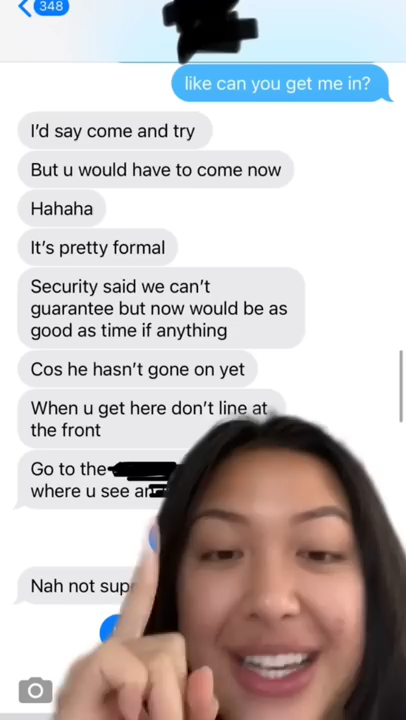 348
like can you get me in?
I'd say come and try
But u would have to come now
Hahaha
It's pretty formal
Security said we can't
guarantee but now would be as
good as time if anything
Cos he hasn't gone on yet
When u get here don't line at
the front
Go to the
where u see
Nah not